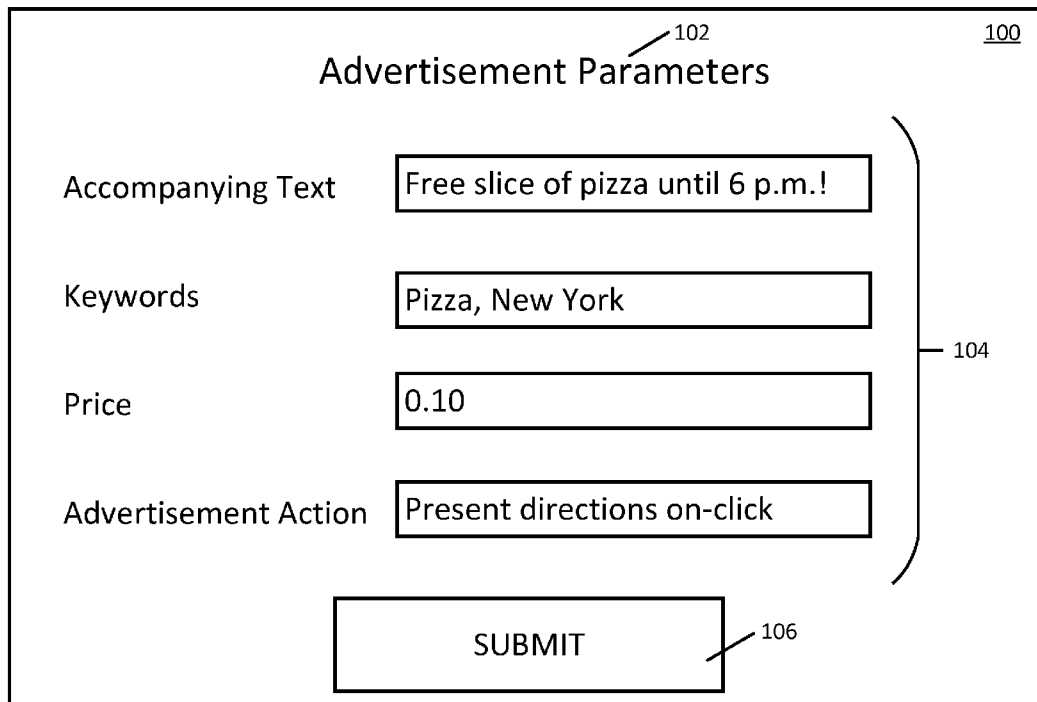 102
100
Advertisement Parameters
Accompanying Text Free slice of pizza until 6 p.m.!
Keywords Pizza, New York
104
Price 0.10
Advertisement Action Present directions on-click
SUBMIT
106